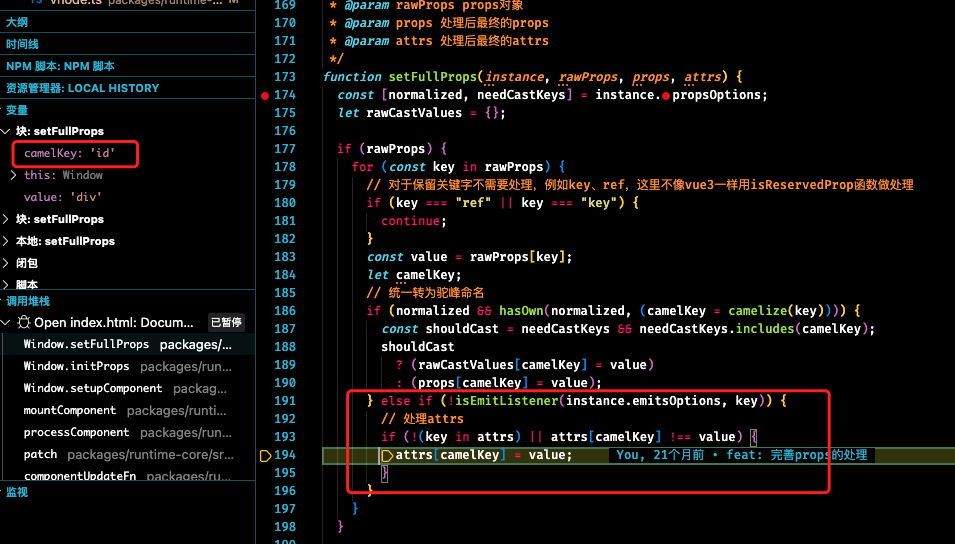 vnode.ts packages/runtime-... M
大纲
时间线
NPM 脚本: NPM 脚本
资源管理器: LOCAL HISTORY
变量
块: setFullProps
camelKey: 'id'
this: Window
value: 'div'
块: setFullProps
本地: setFullProps
闭包
脚本
调用堆栈
Open index.html: Docum... 已暂停
Window.setFullProps packages/...
Window.initProps packages/run...
Window.setupComponent packag...
mountComponent packages/runti...
processComponent packages/run...
patch packages/runtime-core/sr...
componentUpdateFn packages/ru...
监视
169 * @param rawProps props对象
170 * @param props 处理后最终的props
171 * @param attrs 处理后最终的attrs
172 */
173 function setFullProps(instance, rawProps, props, attrs) {
174 const [normalized, needCastKeys] = instance.propsOptions;
175 let rawCastValues = {};
176
177 if (rawProps) {
178 for (const key in rawProps) {
179 // 对于保留关键字不需要处理，例如key、ref，这里不像vue3一样用isReservedProp函数做处理
180 if (key === "ref" || key === "key") {
181 continue;
182 }
183 const value = rawProps[key];
184 let camelKey;
185 // 统一转为驼峰命名
186 if (normalized && hasOwn(normalized, (camelKey = camelize(key)))) {
187 const shouldCast = needCastKeys && needCastKeys.includes(camelKey);
188 shouldCast
189 ? (rawCastValues[camelKey] = value)
190 : (props[camelKey] = value);
191 } else if (!isEmitListener(instance.emitsOptions, key)) {
192 // 处理attrs
193 if (!(key in attrs) || attrs[camelKey] !== value) {
194 attrs[camelKey] = value; You, 21个月前 • feat: 完善props的处理
195 }
196 }
197 }
198 }